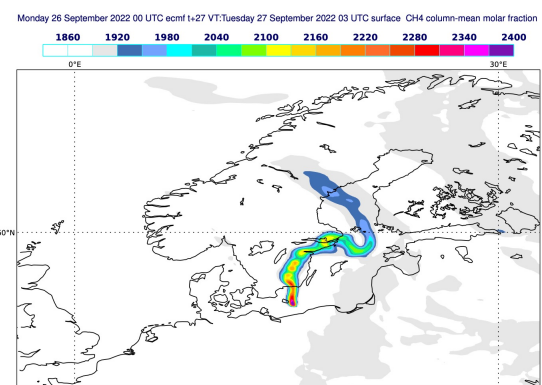 Monday 26 September 2022 00 UTC ecmf t+27 VT:Tuesday 27 September 2022 03 UTC surface CH4 column-mean molar fraction
1860 1920 1980 2040 2100 2160 2220 2280 2340 2400
0°E 30°E
0°N